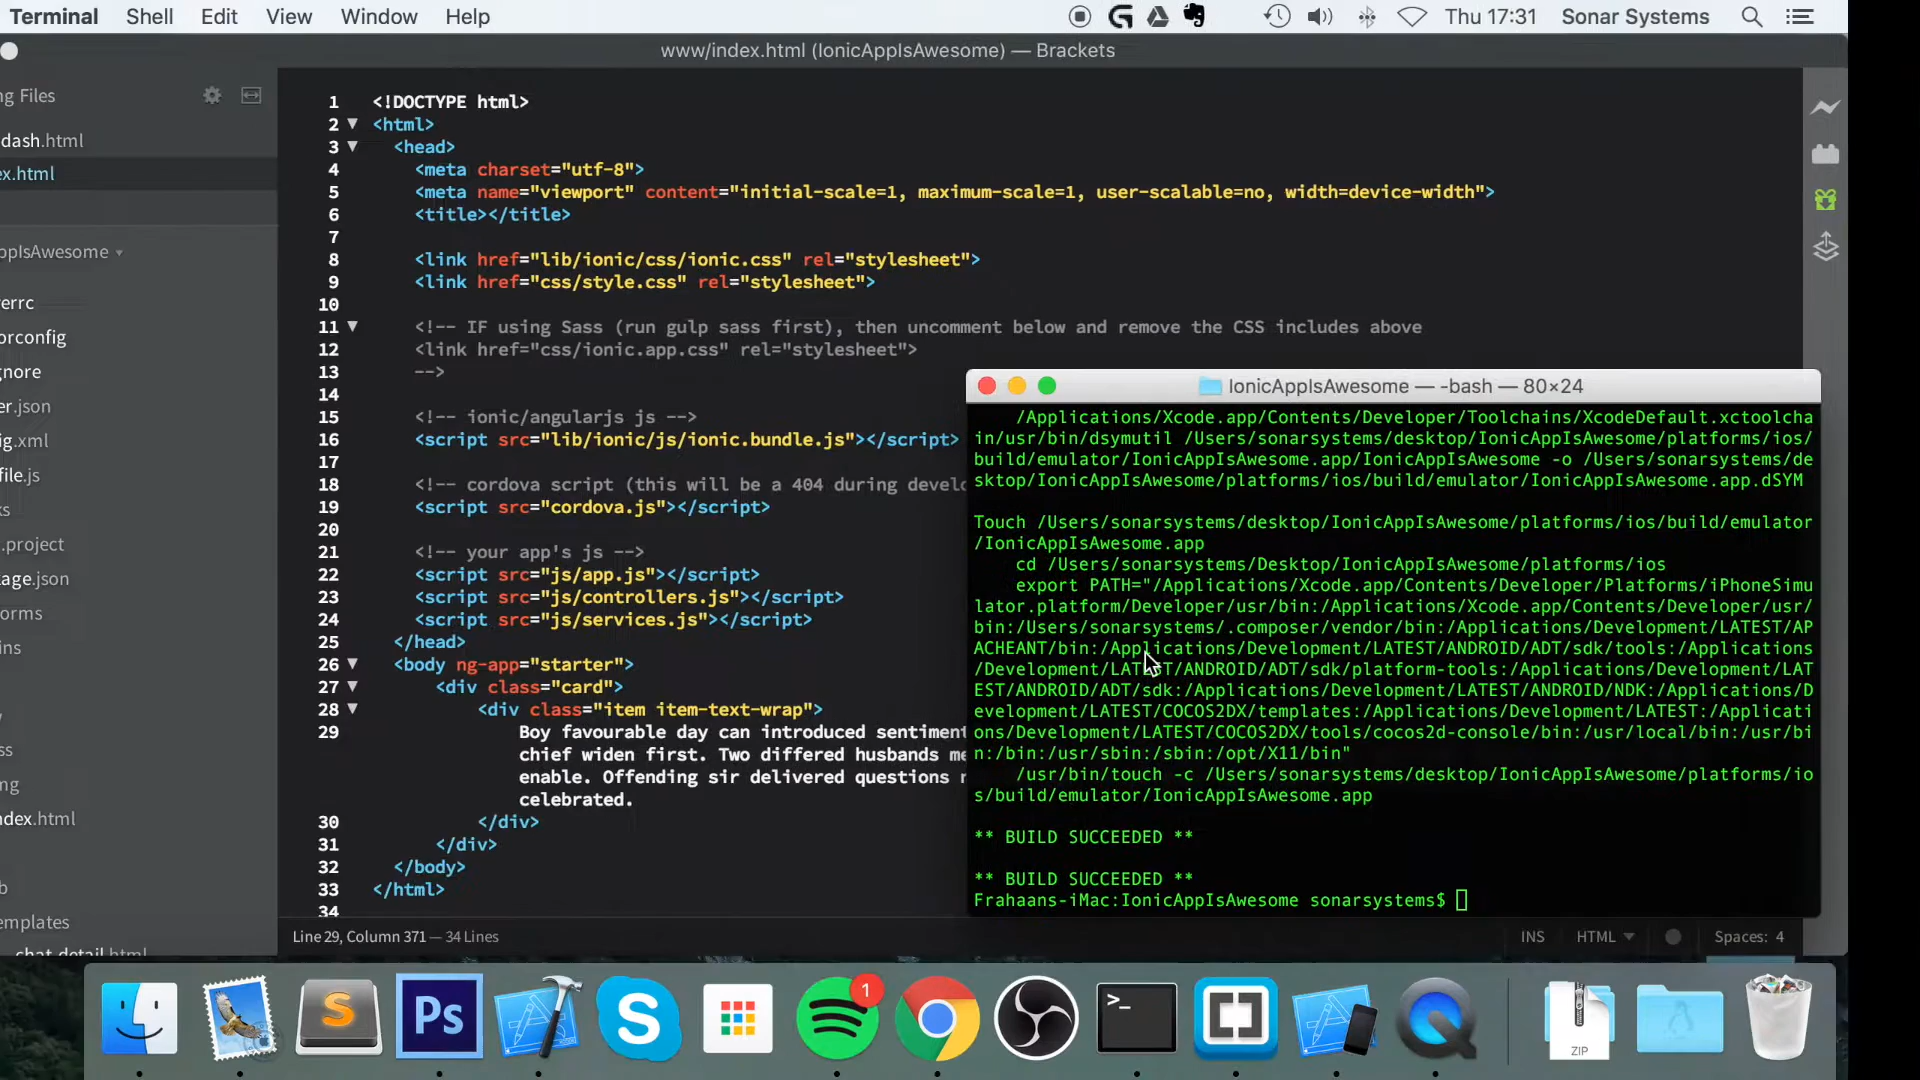 Terminal Shell Edit View Window Help Thu 17:31 Sonar Systems
www/index.html (IonicAppIsAwesome) — Brackets
ng Files
dash.html
ex.html
ppIsAwesome
errc
orconfig
gnore
er.json
ig.xml
file.js
ks
.project
kage.json
orms
ins
ss
ng
ndex.html
b
emplates
chat detail.html
1 <!DOCTYPE html>
2 <html>
3 <head>
4 <meta charset="utf-8">
5 <meta name="viewport" content="initial-scale=1, maximum-scale=1, user-scalable=no, width=device-width">
6 <title></title>
7
8 <link href="lib/ionic/css/ionic.css" rel="stylesheet">
9 <link href="css/style.css" rel="stylesheet">
10
11 <!-- IF using Sass (run gulp sass first), then uncomment below and remove the CSS includes above
12 <link href="css/ionic.app.css" rel="stylesheet">
13 -->
14
15 <!-- ionic/angularjs js -->
16 <script src="lib/ionic/js/ionic.bundle.js"></script>
17
18 <!-- cordova script (this will be a 404 during develo
19 <script src="cordova.js"></script>
20
21 <!-- your app's js -->
22 <script src="js/app.js"></script>
23 <script src="js/controllers.js"></script>
24 <script src="js/services.js"></script>
25 </head>
26 <body ng-app="starter">
27 <div class="card">
28 <div class="item item-text-wrap">
29 Boy favourable day can introduced sentiment
chief widen first. Two differed husbands me
enable. Offending sir delivered questions
celebrated.
30 </div>
31 </div>
32 </body>
33 </html>
34
Line 29, Column 371 — 34 Lines
INS HTML Spaces: 4
IonicAppIsAwesome — -bash — 80×24
/Applications/Xcode.app/Contents/Developer/Toolchains/XcodeDefault.xctoolcha
in/usr/bin/dsymutil /Users/sonarsystems/desktop/IonicAppIsAwesome/platforms/ios/
build/emulator/IonicAppIsAwesome.app/IonicAppIsAwesome -o /Users/sonarsystems/de
sktop/IonicAppIsAwesome/platforms/ios/build/emulator/IonicAppIsAwesome.app.dSYM
Touch /Users/sonarsystems/desktop/IonicAppIsAwesome/platforms/ios/build/emulator
/IonicAppIsAwesome.app
cd /Users/sonarsystems/Desktop/IonicAppIsAwesome/platforms/ios
export PATH="/Applications/Xcode.app/Contents/Developer/Platforms/iPhoneSimu
lator.platform/Developer/usr/bin:/Applications/Xcode.app/Contents/Developer/usr/
bin:/Users/sonarsystems/.composer/vendor/bin:/Applications/Development/LATEST/AP
ACHEANT/bin:/Applications/Development/LATEST/ANDROID/ADT/sdk/tools:/Applications
/Development/LATEST/ANDROID/ADT/sdk/platform-tools:/Applications/Development/LAT
EST/ANDROID/ADT/sdk:/Applications/Development/LATEST/ANDROID/NDK:/Applications/D
evelopment/LATEST/COCOS2DX/templates:/Applications/Development/LATEST:/Applicati
ons/Development/LATEST/COCOS2DX/tools/cocos2d-console/bin:/usr/local/bin:/usr/bi
n:/bin:/usr/sbin:/sbin:/opt/X11/bin"
/usr/bin/touch -c /Users/sonarsystems/desktop/IonicAppIsAwesome/platforms/io
s/build/emulator/IonicAppIsAwesome.app
** BUILD SUCCEEDED **
** BUILD SUCCEEDED **
Frahaans-iMac:IonicAppIsAwesome sonarsystems$
S Ps S 1 >_ ZIP